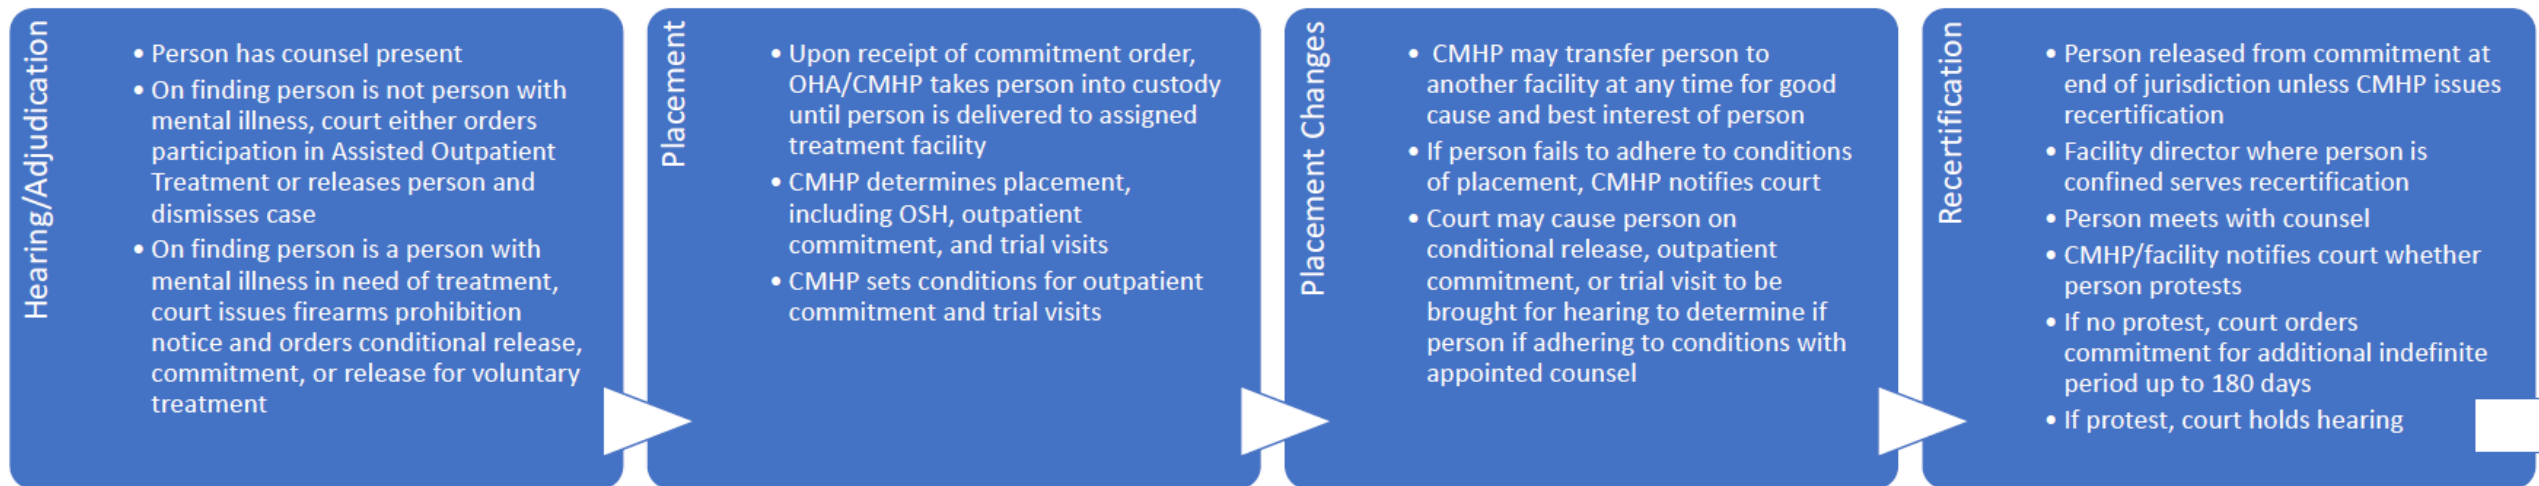 Hearing/Adjudication
• Person has counsel present
• On finding person is not person with
mental illness, court either orders
participation in Assisted Outpatient
Treatment or releases person and
dismisses case
• On finding person is a person with
mental illness in need of treatment,
court issues firearms prohibition
notice and orders conditional release,
commitment, or release for voluntary
treatment
Placement
• Upon receipt of commitment order,
OHA/CMHP takes person into custody
until person is delivered to assigned
treatment facility
• CMHP determines placement,
including OSH, outpatient
commitment, and trial visits
• CMHP sets conditions for outpatient
commitment and trial visits
Placement Changes
• CMHP may transfer person to
another facility at any time for good
cause and best interest of person
• If person fails to adhere to conditions
of placement, CMHP notifies court
• Court may cause person on
conditional release, outpatient
commitment, or trial visit to be
brought for hearing to determine if
person if adhering to conditions with
appointed counsel
Recertification
• Person released from commitment at
end of jurisdiction unless CMHP issues
recertification
• Facility director where person is
confined serves recertification
• Person meets with counsel
• CMHP/facility notifies court whether
person protests
• If no protest, court orders
commitment for additional indefinite
period up to 180 days
• If protest, court holds hearing